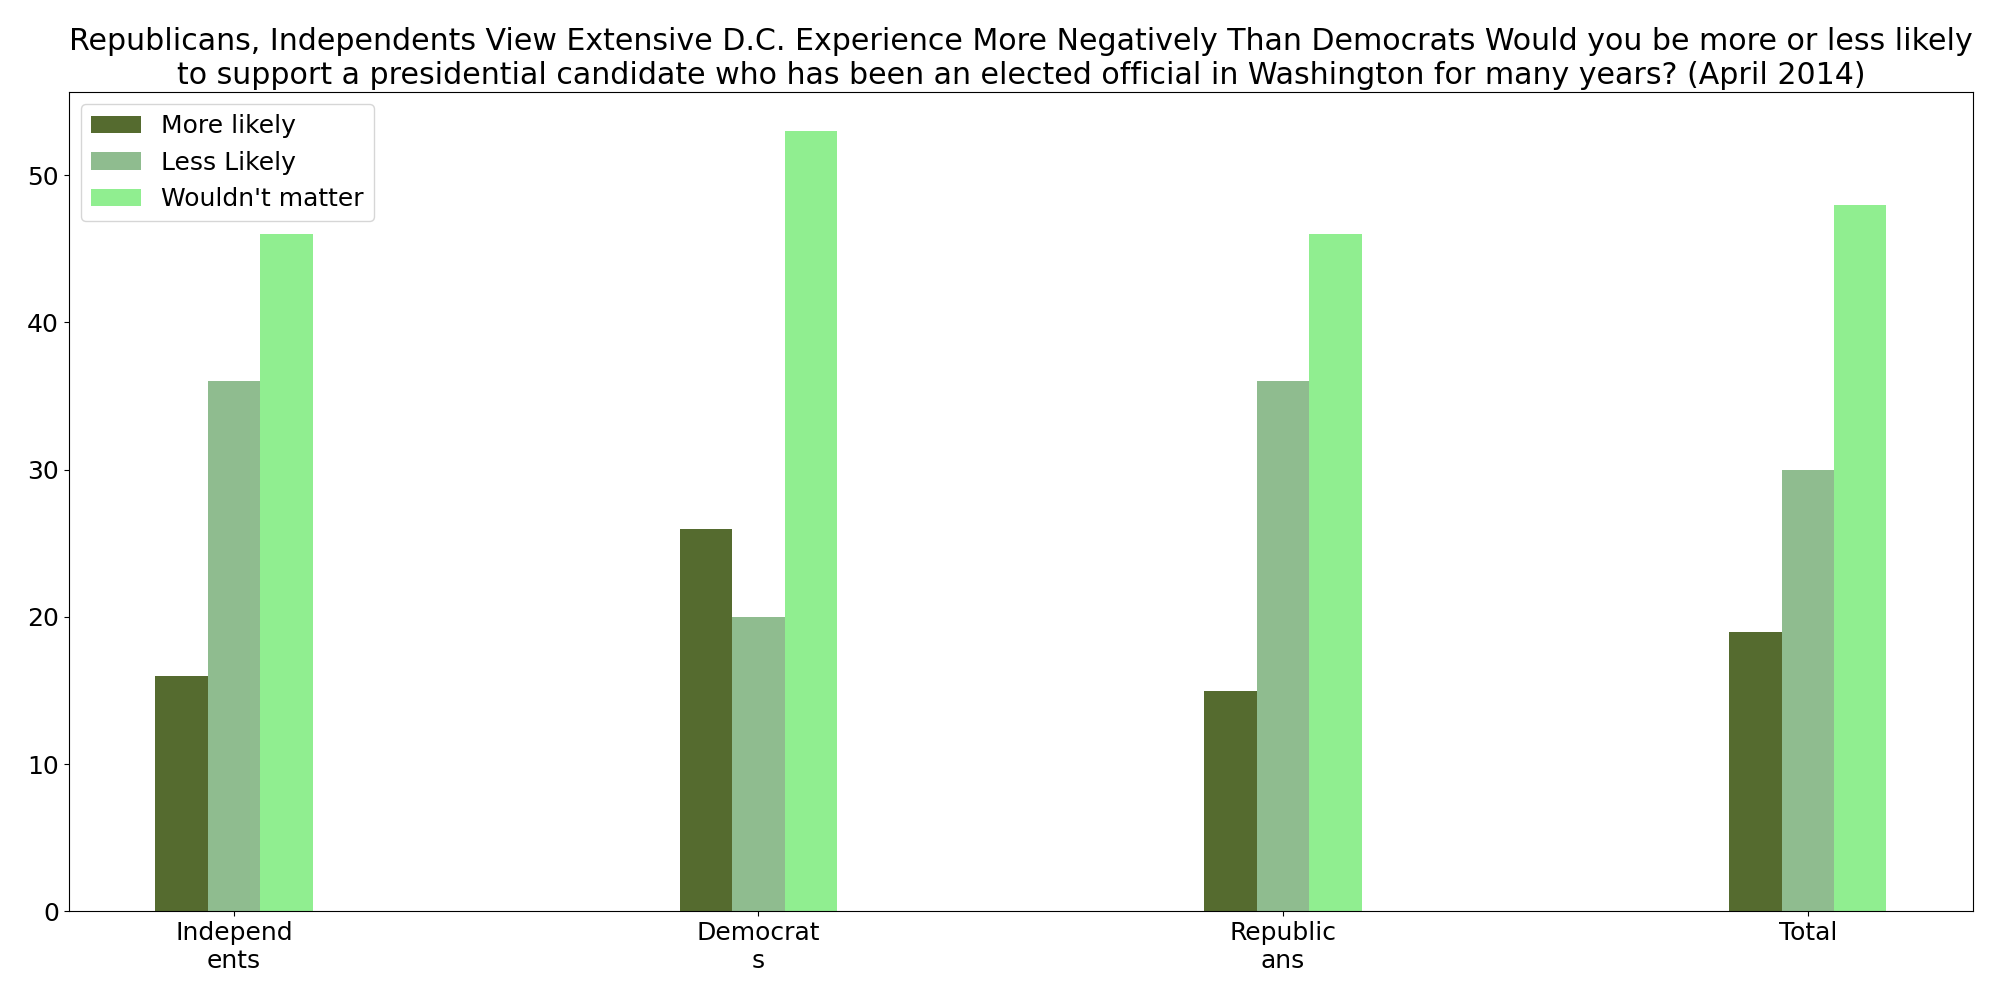 Republicans, Independents View Extensive D.C. Experience More Negatively Than Democrats Would you be more or less likely
to support a presidential candidate who has been an elected official in Washington for many years? (April 2014)
More likely
Less Likely
Wouldn't matter
50
40
30
20
10
0
Independ
ents
Democrat
s
Republic
ans
Total